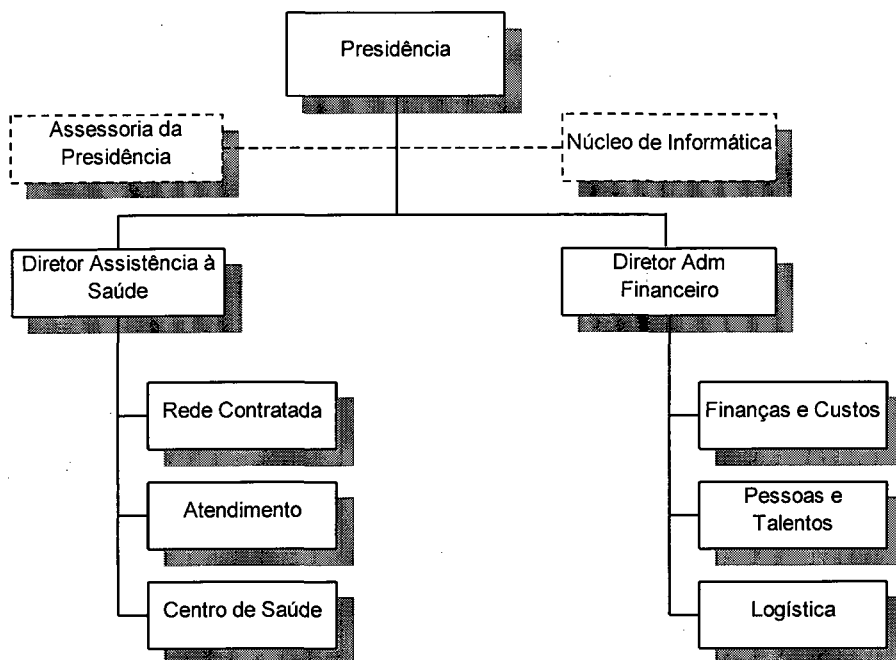 Presidência
Assessoria da
Presidência
Núcleo de Informática
Diretor Assistência à
Saúde
Diretor Adm
Financeiro
Rede Contratada
Finanças e Custos
Atendimento
Pessoas e
Talentos
Centro de Saúde
Logística